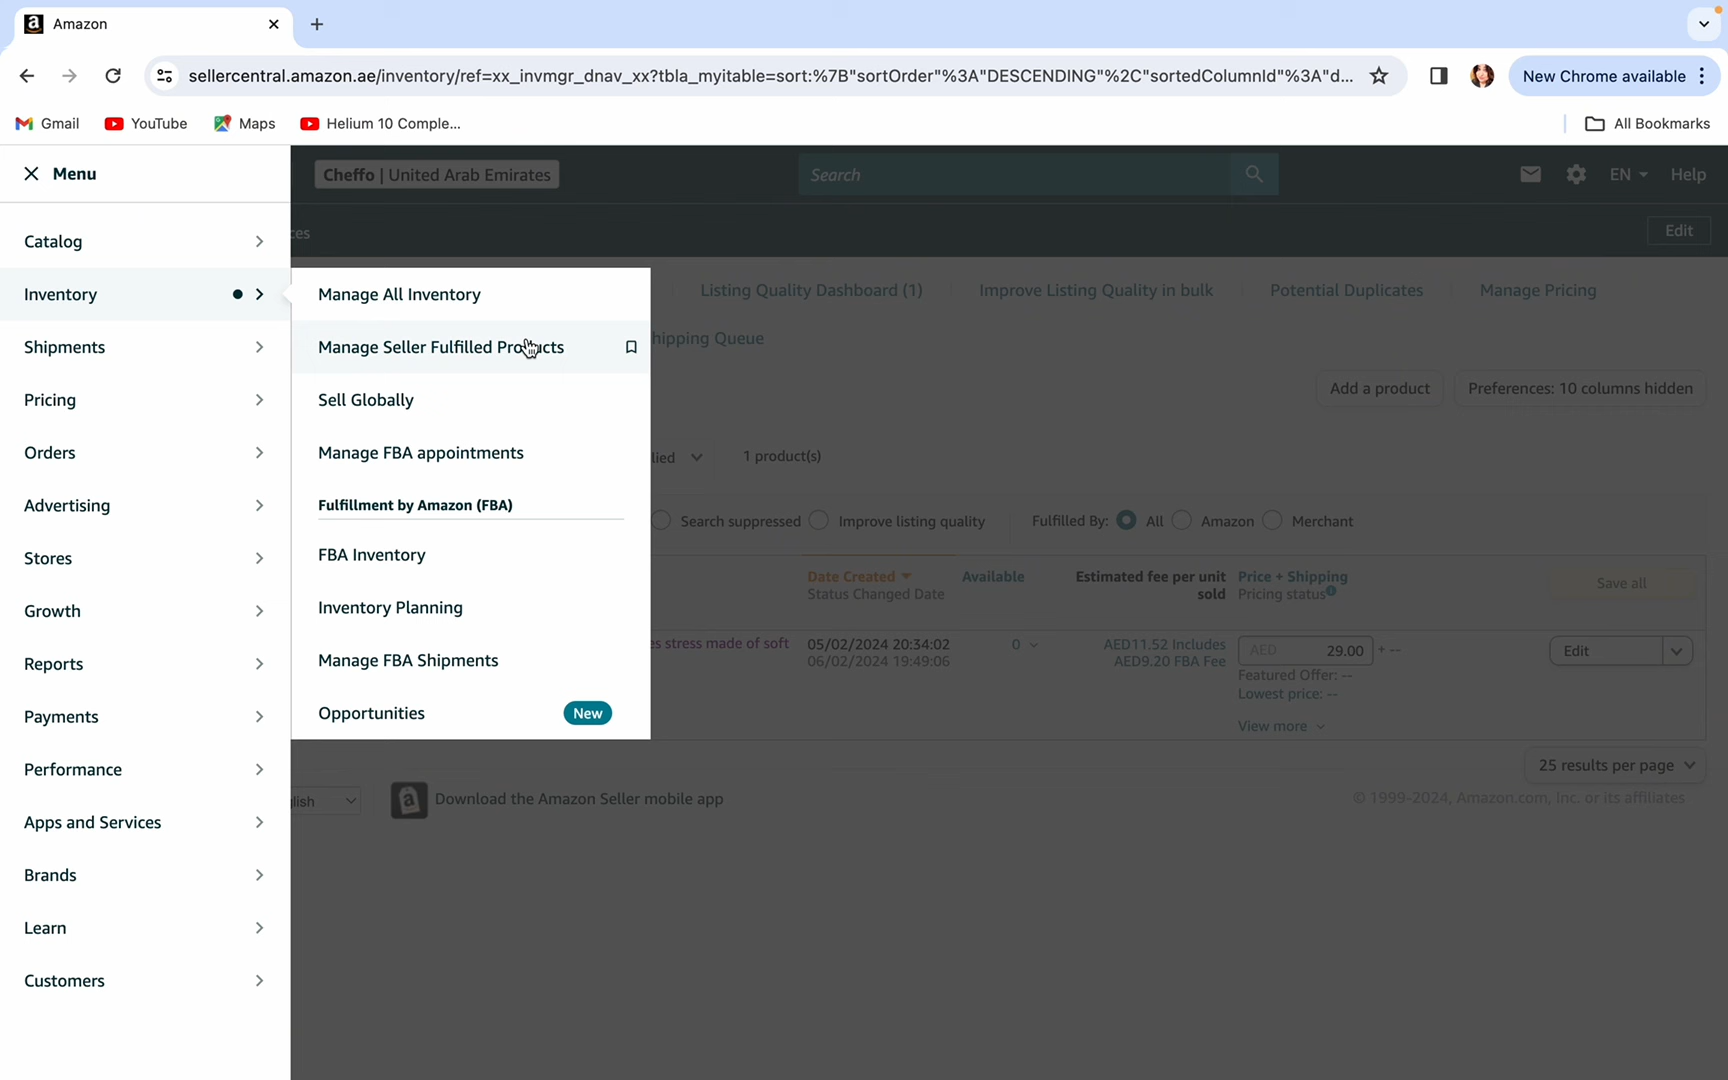 Amazon
sellercentral.amazon.ae/inventory/ref=xx_invmgr_dnav_xx?tbla_myitable=sort:%7B"sortOrder"%3A"DESCENDING"%2C"sortedColumnId"%3A"d...
New Chrome available
Gmail
YouTube
Maps
Helium 10 Comple...
All Bookmarks
Menu
Cheffo | United Arab Emirates
Search
EN
Help
Edit
Catalog
Inventory
Shipments
Pricing
Orders
Advertising
Stores
Growth
Reports
Payments
Performance
Apps and Services
Brands
Learn
Customers
Manage All Inventory
Manage Seller Fulfilled Products
Sell Globally
Manage FBA appointments
Fulfillment by Amazon (FBA)
FBA Inventory
Inventory Planning
Manage FBA Shipments
Opportunities New
Listing Quality Dashboard (1)
Improve Listing Quality in bulk
Potential Duplicates
Manage Pricing
Queue
Add a product
Preferences: 10 columns hidden
1 product(s)
Search suppressed
Improve listing quality
Fulfilled By: All Amazon Merchant
Date Created
Status Changed Date
Available
Estimated fee per unit
sold
Price + Shipping
Pricing status
Save all
stress made of soft
05/02/2024 20:34:02
06/02/2024 19:49:06
0
AED11.52 Includes
AED9.20 FBA Fee
AED 29.00 + --
Featured Offer: --
Lowest price: --
View more
Edit
25 results per page
Download the Amazon Seller mobile app
© 1999-2024, Amazon.com, Inc. or its affiliates